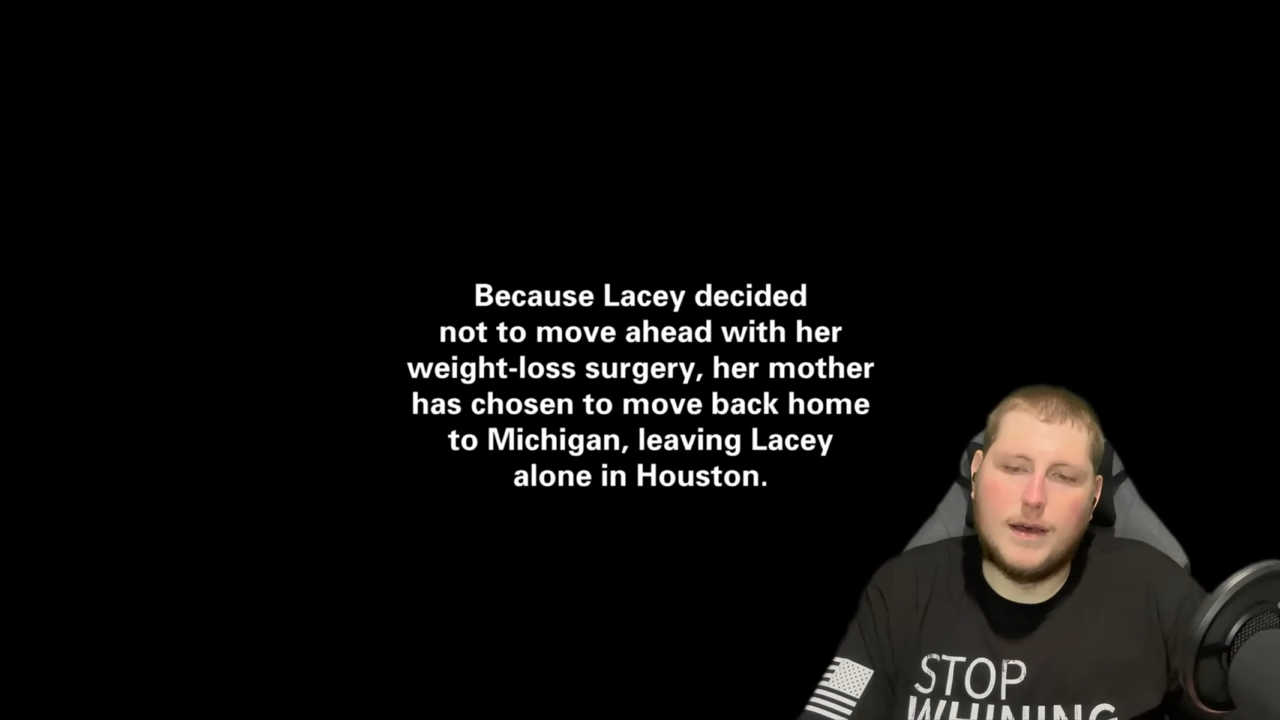 Because Lacey decided
not to move ahead with her
weight-loss surgery, her mother
has chosen to move back home
to Michigan, leaving Lacey
alone in Houston.
STOP
WHINING